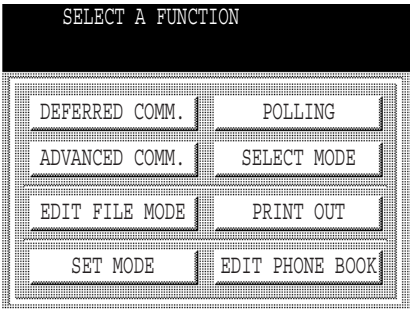 SELECT A FUNCTION
DEFERRED COMM. POLLING
ADVANCED COMM. SELECT MODE
EDIT FILE MODE PRINT OUT
SET MODE EDIT PHONE BOOK